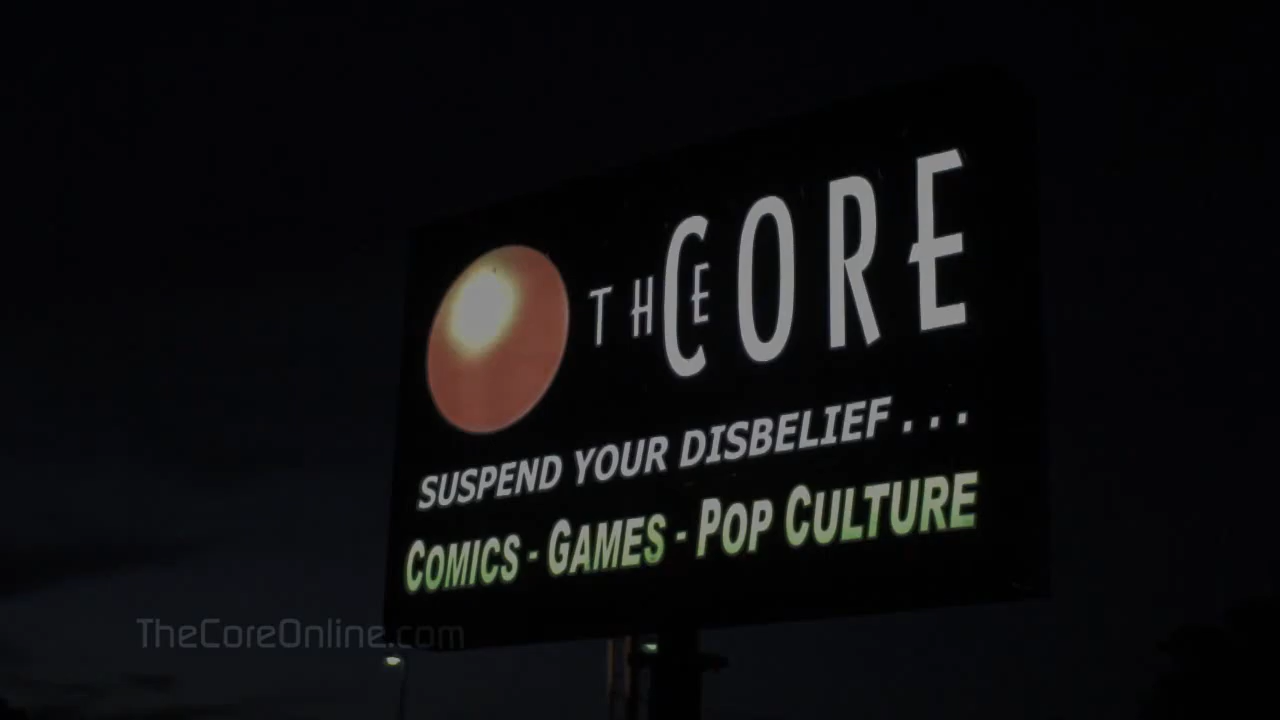 THE CORE
SUSPEND YOUR DISBELIEF . . .
COMICS - GAMES - POP CULTURE
TheCoreOnline.com